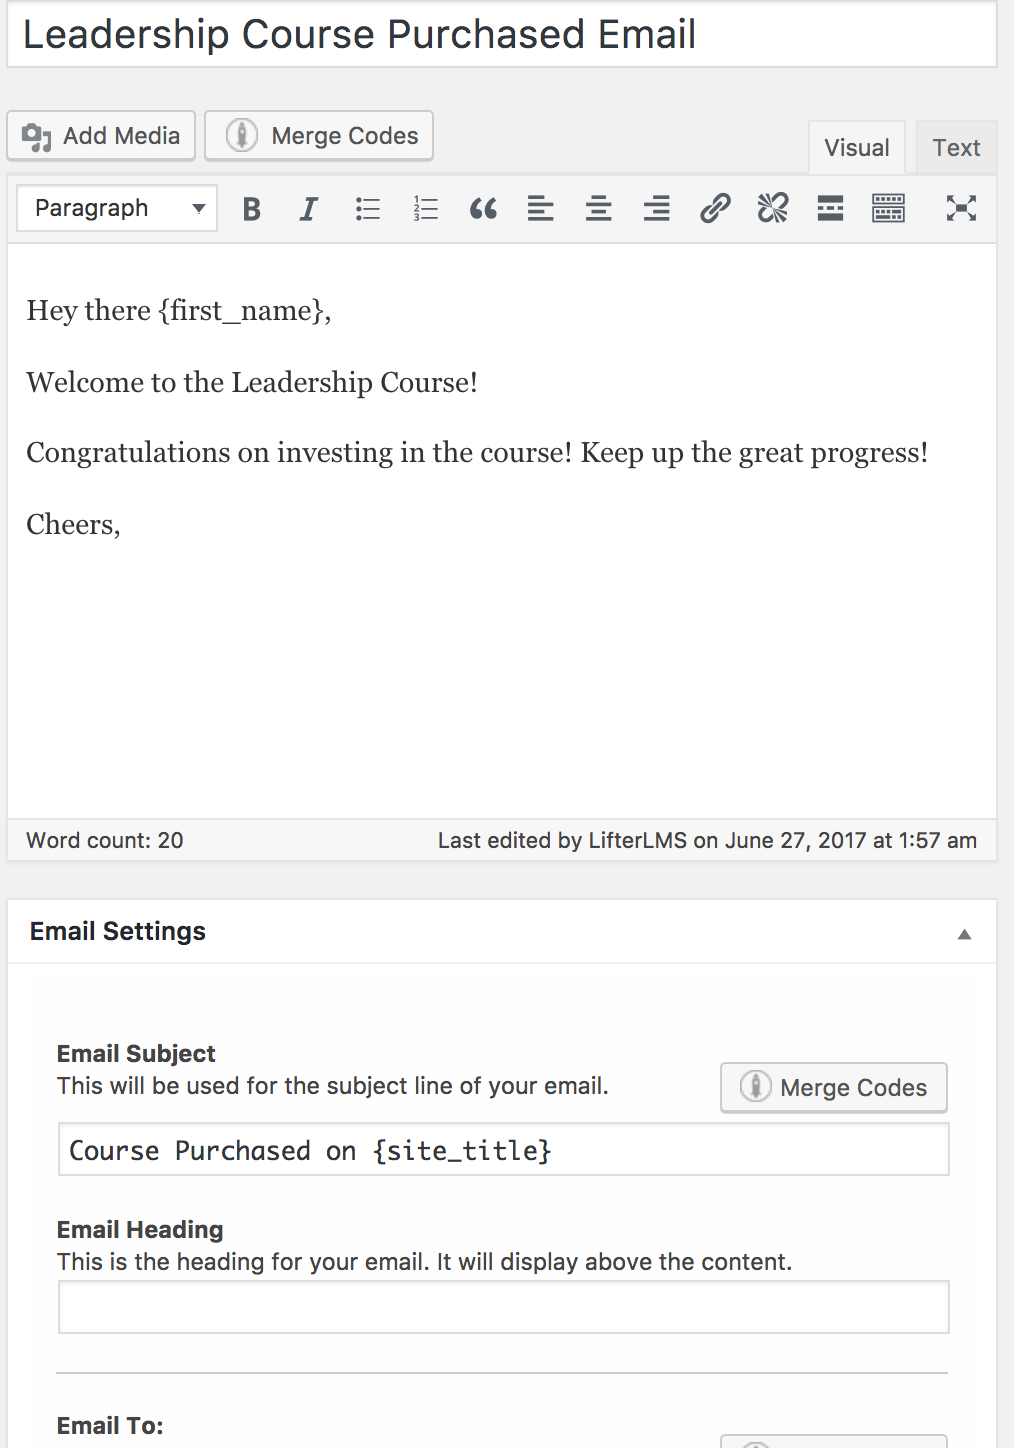 Leadership Course Purchased Email
Add Media
Merge Codes
Visual
Text
Paragraph
Hey there {first_name},
Welcome to the Leadership Course!
Congratulations on investing in the course! Keep up the great progress!
Cheers,
Word count: 20
Last edited by LifterLMS on June 27, 2017 at 1:57 am
Email Settings
Email Subject
This will be used for the subject line of your email.
Merge Codes
Course Purchased on {site_title}
Email Heading
This is the heading for your email. It will display above the content.
Email To: